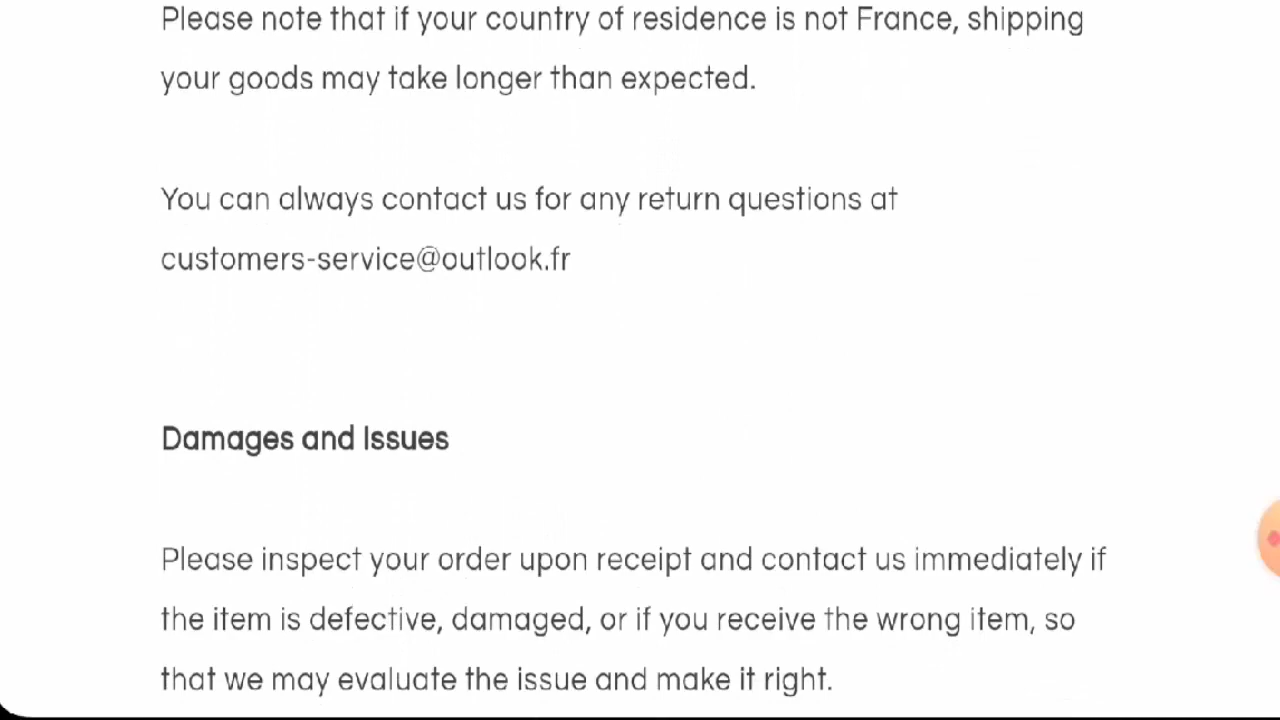 Please note that if your country of residence is not France, shipping
your goods may take longer than expected.
You can always contact us for any return questions at
customers-service@outlook.fr
Damages and Issues
Please inspect your order upon receipt and contact us immediately if
the item is defective, damaged, or if you receive the wrong item, so
that we may evaluate the issue and make it right.